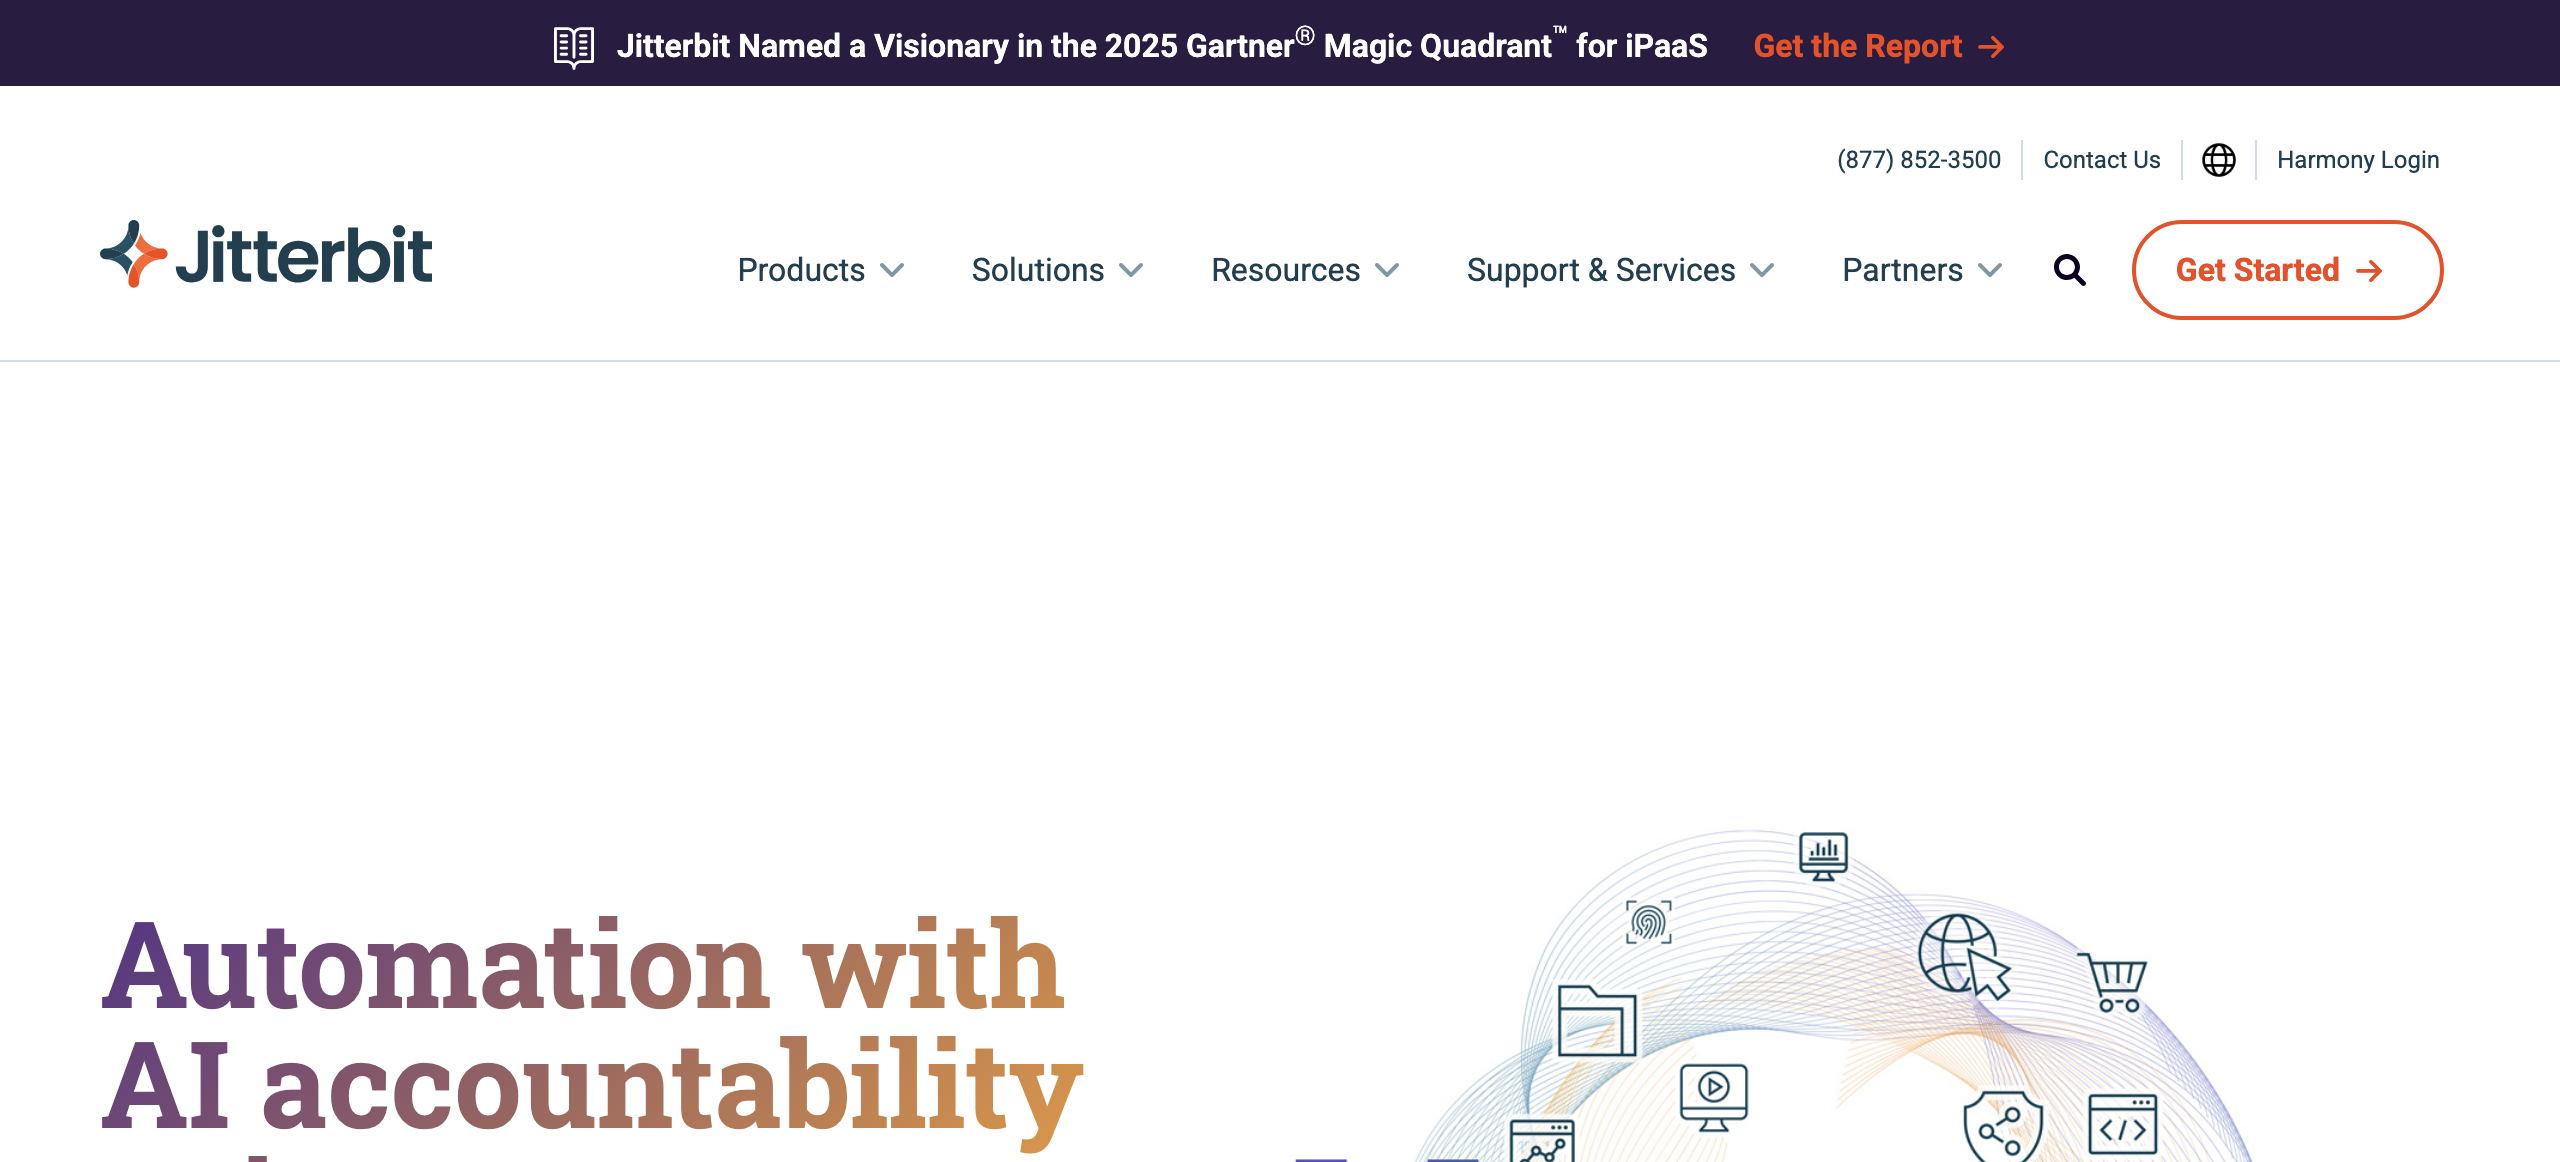 Jitterbit Named a Visionary in the 2025 Gartner® Magic Quadrant™ for iPaaS Get the Report →
(877) 852-3500 Contact Us Harmony Login
Jitterbit
Products Solutions Resources Support & Services Partners Get Started →
Automation with
AI accountability